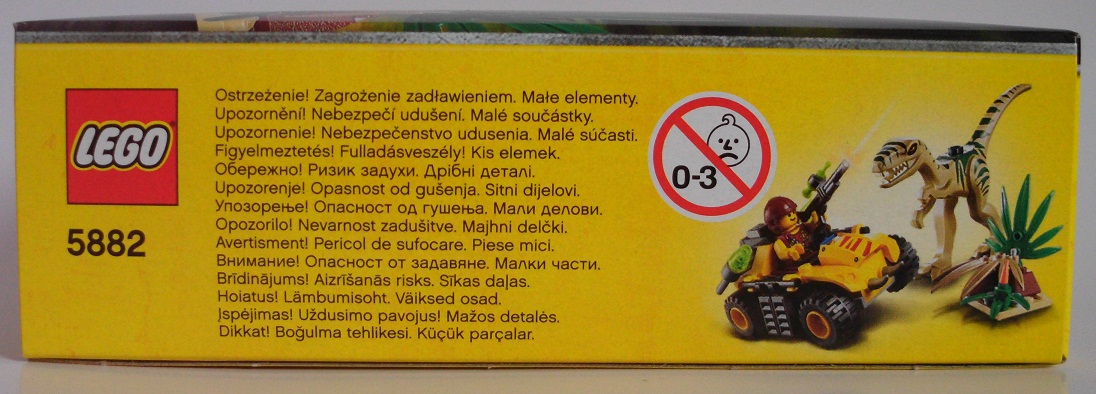 LEGO
5882
Ostrzeżenie! Zagrożenie zadławieniem. Małe elementy.
Upozornění! Nebezpečí udušení. Malé součástky.
Upozornenie! Nebezpečenstvo udusenia. Malé súčasti.
Figyelmeztetés! Fulladásveszély! Kis elemek.
Обережно! Ризик задухи. Дрібні деталі.
Upozorenje! Opasnost od gušenja. Sitni dijelovi.
Упозорење! Опасност од гушења. Мали делови.
Opozorilo! Nevarnost zadušitve. Majhni delčki.
Avertisment! Pericol de sufocare. Piese mici.
Внимание! Опасност от задавяне. Малки части.
Brīdinājums! Aizrīšanās risks. Sīkas daļas.
Hoiatus! Lämbumisoht. Väiksed osad.
Įspėjimas! Uždusimo pavojus! Mažos detalės.
Dikkat! Boğulma tehlikesi. Küçük parçalar.
0-3